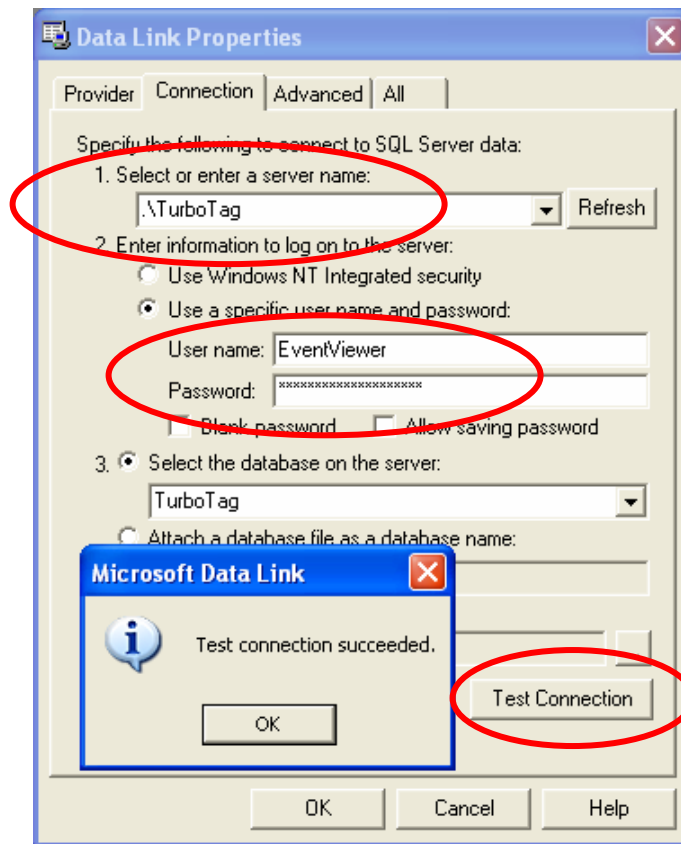 Data Link Properties
Provider Connection Advanced All
Specify the following to connect to SQL Server data:
1. Select or enter a server name:
.\TurboTag Refresh
2. Enter information to log on to the server:
Use Windows NT Integrated security
Use a specific user name and password:
User name: EventViewer
Password: ********************
Blank password Allow saving password
3. Select the database on the server:
TurboTag
Attach a database file as a database name:
Microsoft Data Link
Test connection succeeded.
...
Test Connection
OK
OK Cancel Help